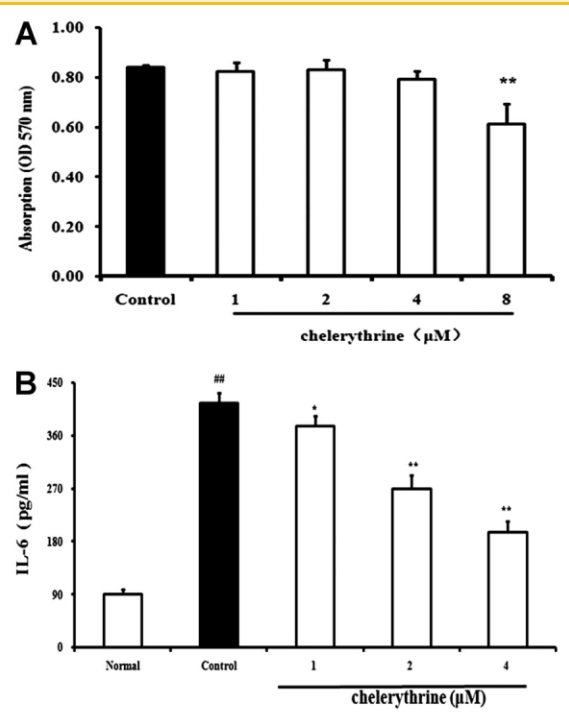 A
1.00
**
0.80
0.60
0.40
0.20
0.00
Absorption (OD 570 nm)
Control 1 2 4 8
chelerythrine（μM）
B
450
##
*
360
**
270
**
180
90
0
IL-6 ( pg/ml )
Normal Control 1 2 4
chelerythrine (μM)